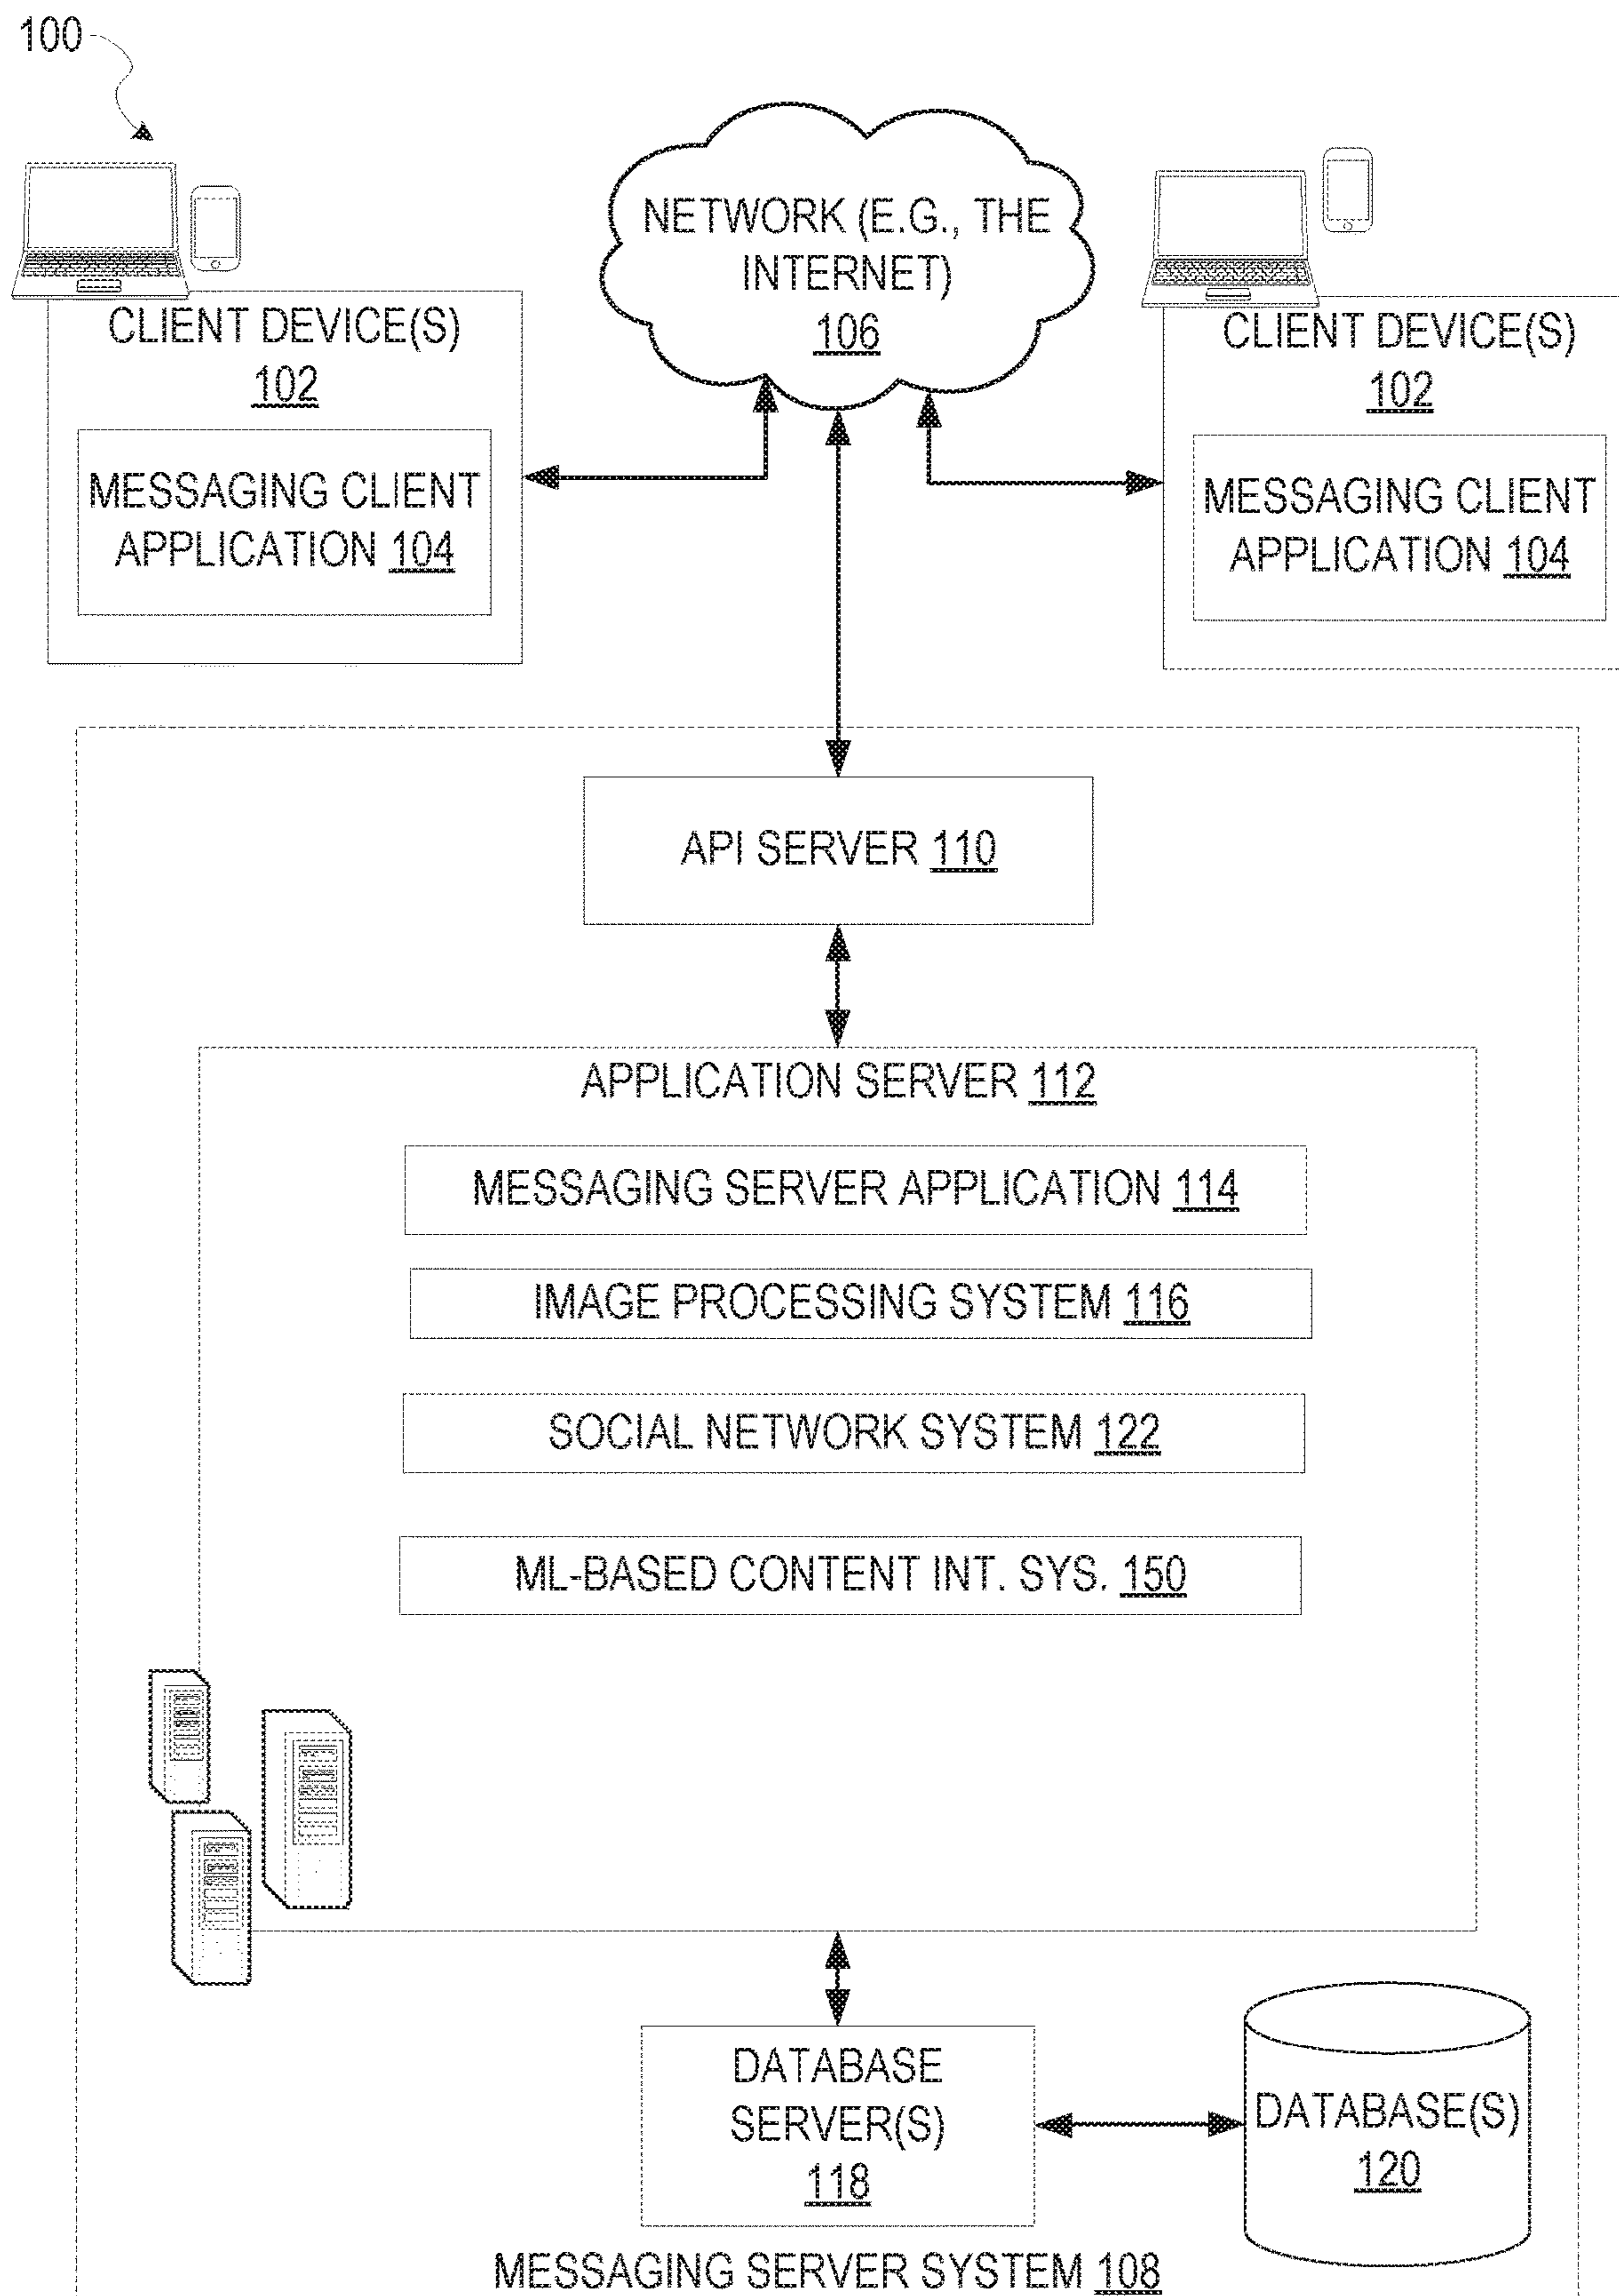 100
NETWORK (E.G., THE
INTERNET)
106
CLIENT DEVICE(S)
102
MESSAGING CLIENT
APPLICATION 104
CLIENT DEVICE(S)
102
MESSAGING CLIENT
APPLICATION 104
API SERVER 110
APPLICATION SERVER 112
MESSAGING SERVER APPLICATION 114
IMAGE PROCESSING SYSTEM 116
SOCIAL NETWORK SYSTEM 122
ML-BASED CONTENT INT. SYS. 150
DATABASE
SERVER(S)
118
DATABASE(S)
120
MESSAGING SERVER SYSTEM 108